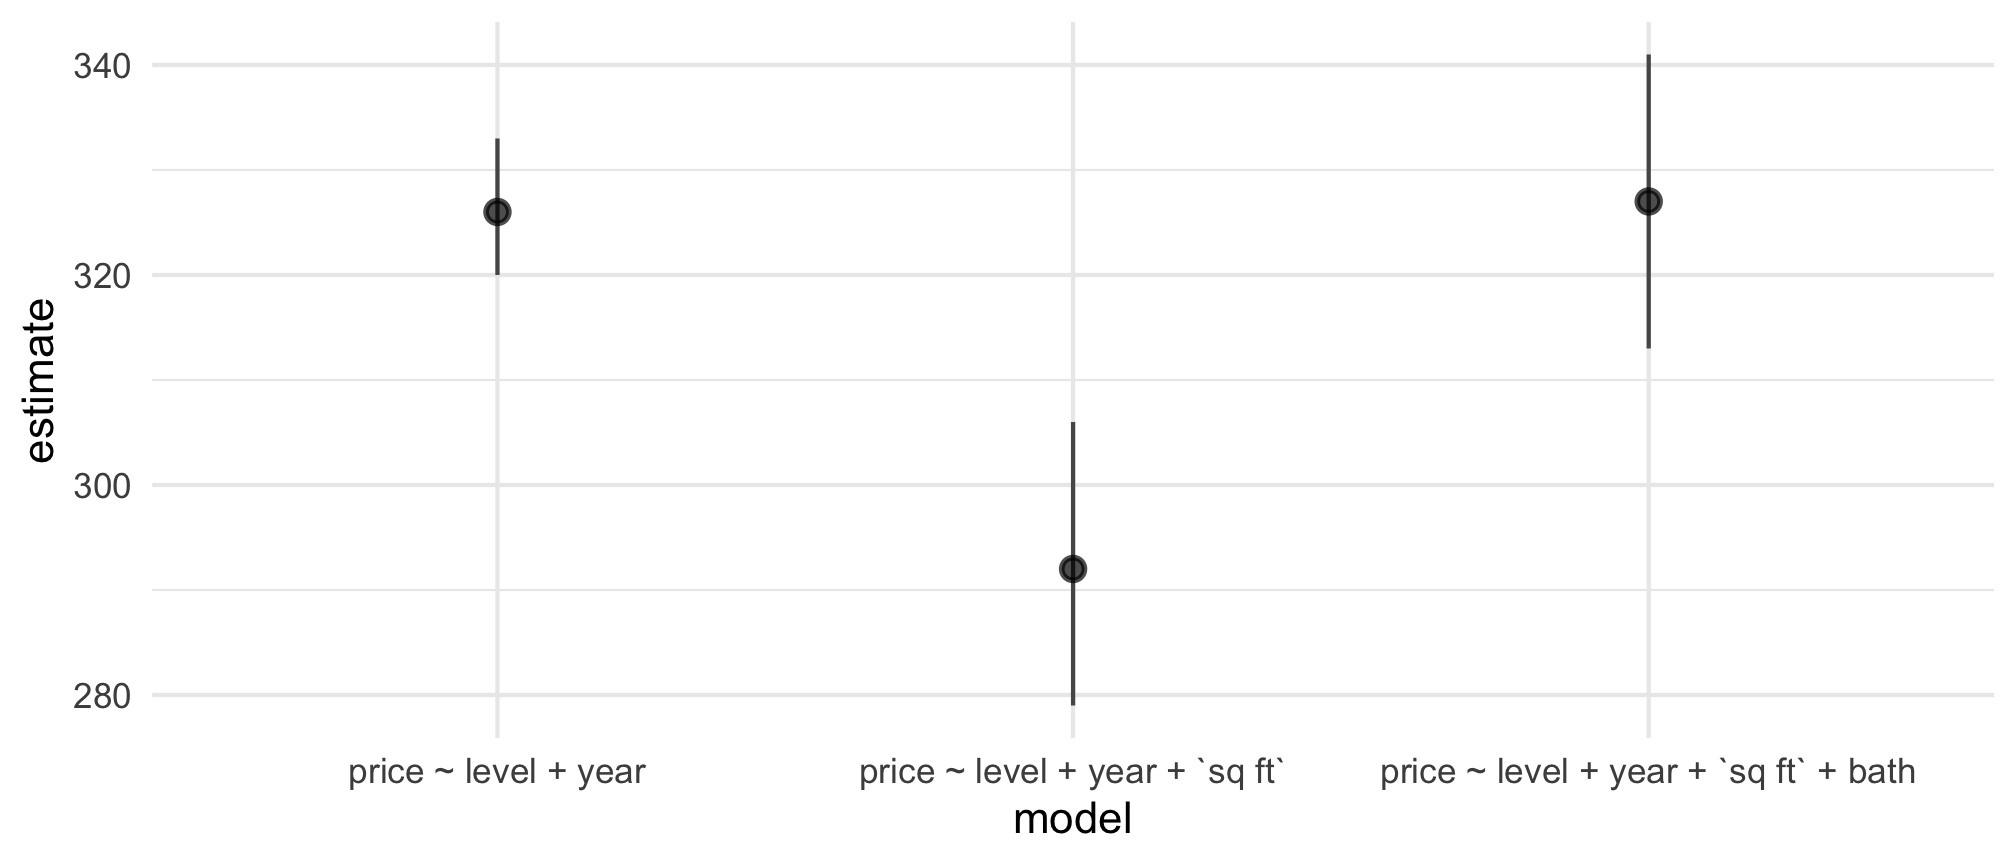 340
320
300
280
estimate
price ~ level + year
price ~ level + year + `sq ft`
price ~ level + year + `sq ft` + bath
model